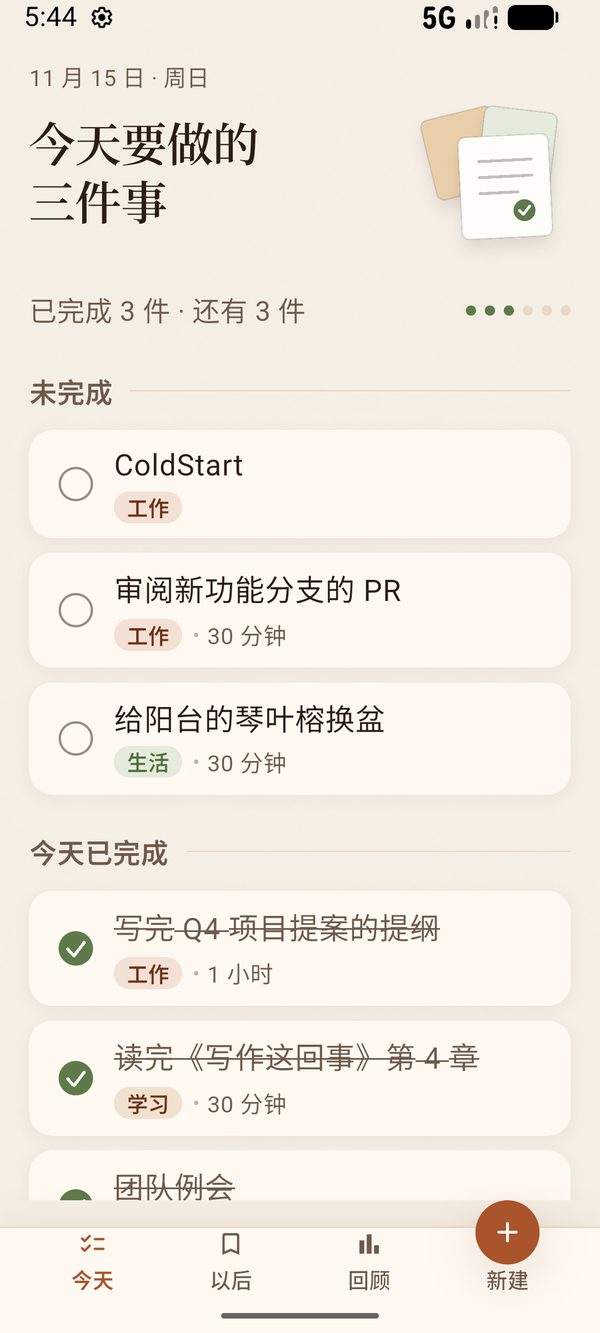 5:44
5G
11 月 15 日 · 周日
今天要做的
三件事
已完成 3 件 · 还有 3 件
未完成
ColdStart
工作
审阅新功能分支的 PR
工作 · 30 分钟
给阳台的琴叶榕换盆
生活 · 30 分钟
今天已完成
写完 Q4 项目提案的提纲
工作 · 1 小时
读完《写作这回事》第 4 章
学习 · 30 分钟
团队例会
今天
以后
回顾
新建